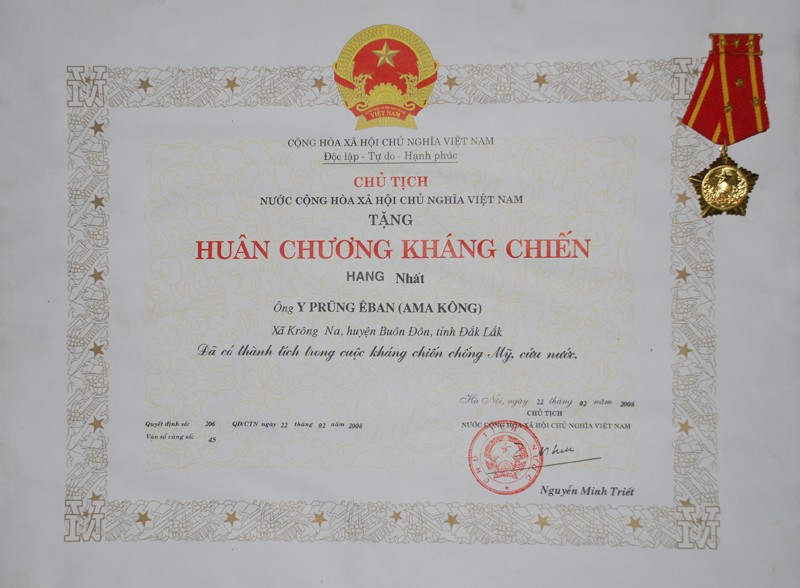 VIỆT NAM
CỘNG HÒA XÃ HỘI CHỦ NGHĨA VIỆT NAM
Độc lập - Tự do - Hạnh phúc
CHỦ TỊCH
NƯỚC CỘNG HÒA XÃ HỘI CHỦ NGHĨA VIỆT NAM
TẶNG
HUÂN CHƯƠNG KHÁNG CHIẾN
HẠNG Nhất
Ông Y PRŨNG ÊBAN (AMA KÔNG)
Xã Krông Na, huyện Buôn Đôn, tỉnh Đắk Lắk
Đã có thành tích trong cuộc kháng chiến chống Mỹ, cứu nước.
Hà Nội, ngày 22 tháng 02 năm 2008
CHỦ TỊCH
NƯỚC CỘNG HÒA XÃ HỘI CHỦ NGHĨA VIỆT NAM
Quyết định số: 206 QĐ/CTN ngày 22 tháng 02 năm 2008
Vào sổ vàng số: 45
CHỦ TỊCH NƯỚC
Nguyễn Minh Triết